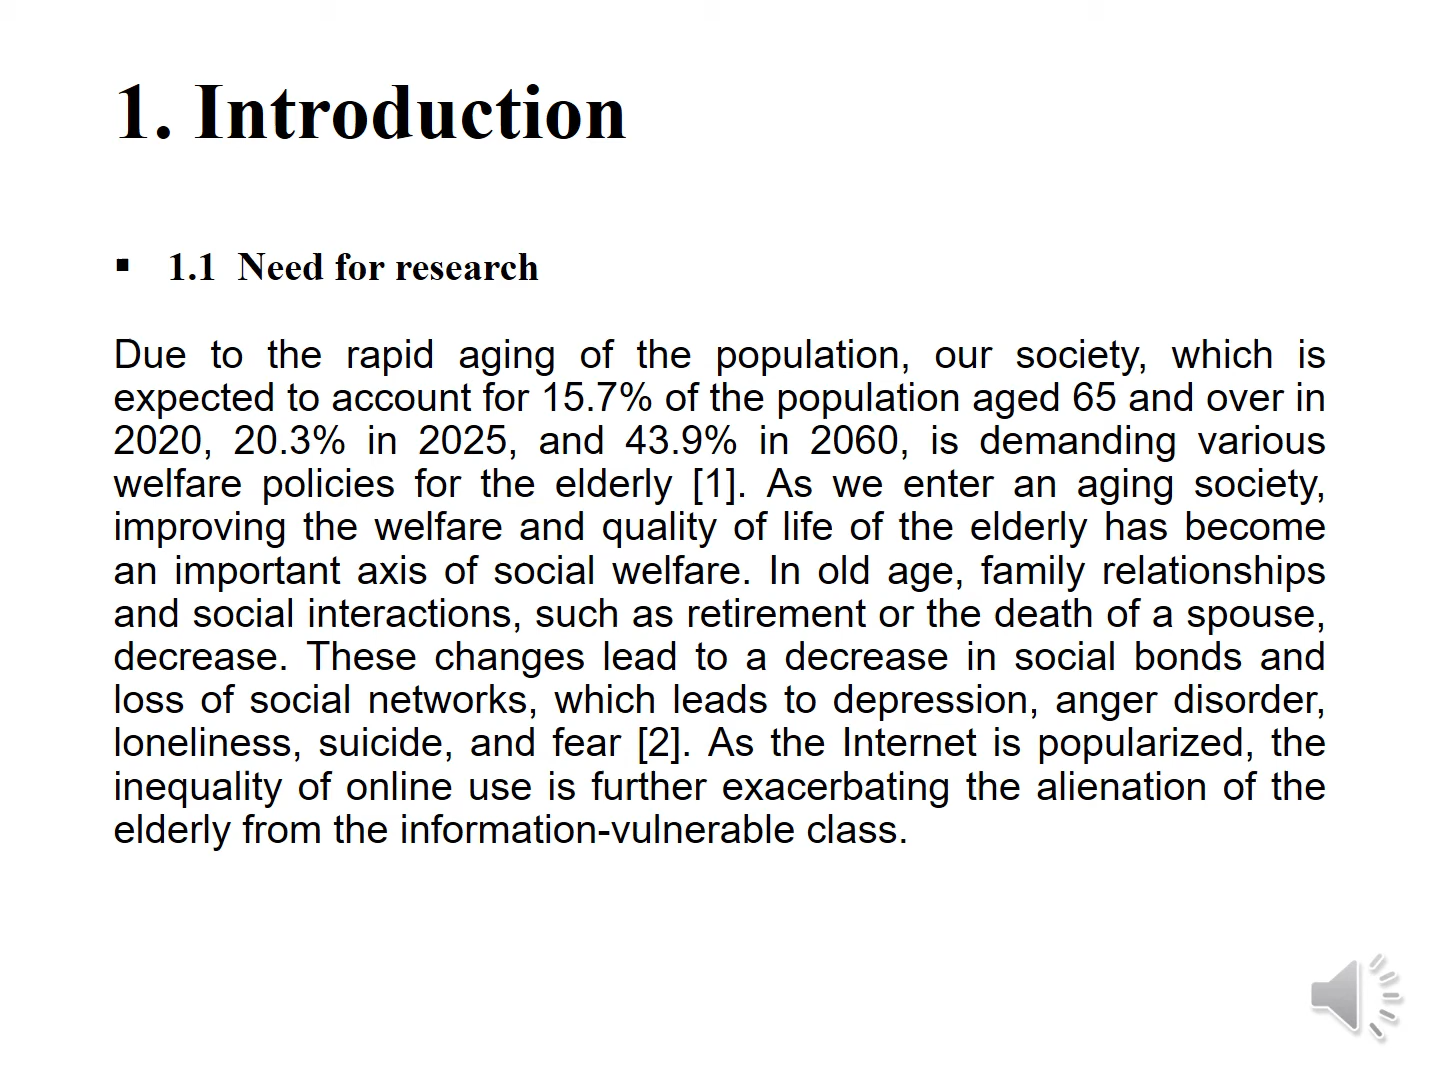 1. Introduction
▪ 1.1 Need for research
Due to the rapid aging of the population, our society, which is
expected to account for 15.7% of the population aged 65 and over in
2020, 20.3% in 2025, and 43.9% in 2060, is demanding various
welfare policies for the elderly [1]. As we enter an aging society,
improving the welfare and quality of life of the elderly has become
an important axis of social welfare. In old age, family relationships
and social interactions, such as retirement or the death of a spouse,
decrease. These changes lead to a decrease in social bonds and
loss of social networks, which leads to depression, anger disorder,
loneliness, suicide, and fear [2]. As the Internet is popularized, the
inequality of online use is further exacerbating the alienation of the
elderly from the information-vulnerable class.